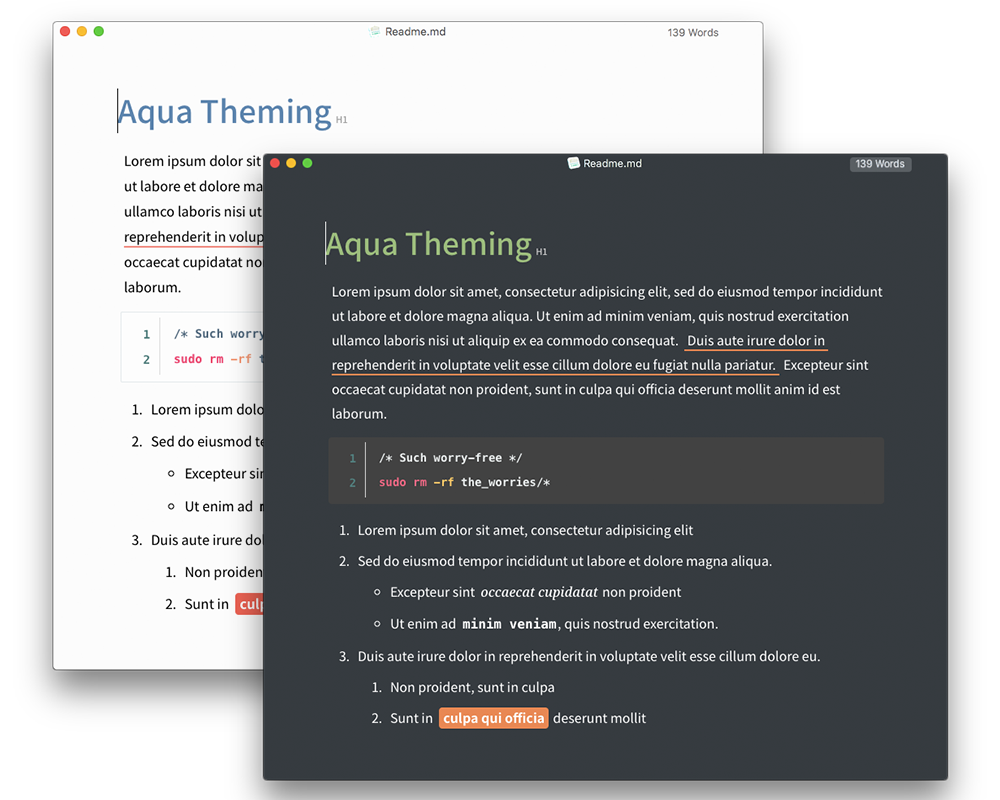 Readme.md
139 Words
Aqua Theming H1
Lorem ipsum dolor sit
ut labore et dolore ma
ullamco laboris nisi ut
reprehenderit in volup
occaecat cupidatat no
laborum.
1 /* Such worry
2 sudo rm -rf
1. Lorem ipsum dolo
2. Sed do eiusmod te
Excepteur sin
Ut enim ad
3. Duis aute irure dol
1. Non proiden
2. Sunt in culp
Readme.md
139 Words
Aqua Theming H1
Lorem ipsum dolor sit amet, consectetur adipisicing elit, sed do eiusmod tempor incididunt
ut labore et dolore magna aliqua. Ut enim ad minim veniam, quis nostrud exercitation
ullamco laboris nisi ut aliquip ex ea commodo consequat. Duis aute irure dolor in
reprehenderit in voluptate velit esse cillum dolore eu fugiat nulla pariatur. Excepteur sint
occaecat cupidatat non proident, sunt in culpa qui officia deserunt mollit anim id est
laborum.
1 /* Such worry-free */
2 sudo rm -rf the_worries/*
1. Lorem ipsum dolor sit amet, consectetur adipisicing elit
2. Sed do eiusmod tempor incididunt ut labore et dolore magna aliqua.
◦ Excepteur sint occaecat cupidatat non proident
◦ Ut enim ad minim veniam, quis nostrud exercitation.
3. Duis aute irure dolor in reprehenderit in voluptate velit esse cillum dolore eu.
1. Non proident, sunt in culpa
2. Sunt in culpa qui officia deserunt mollit